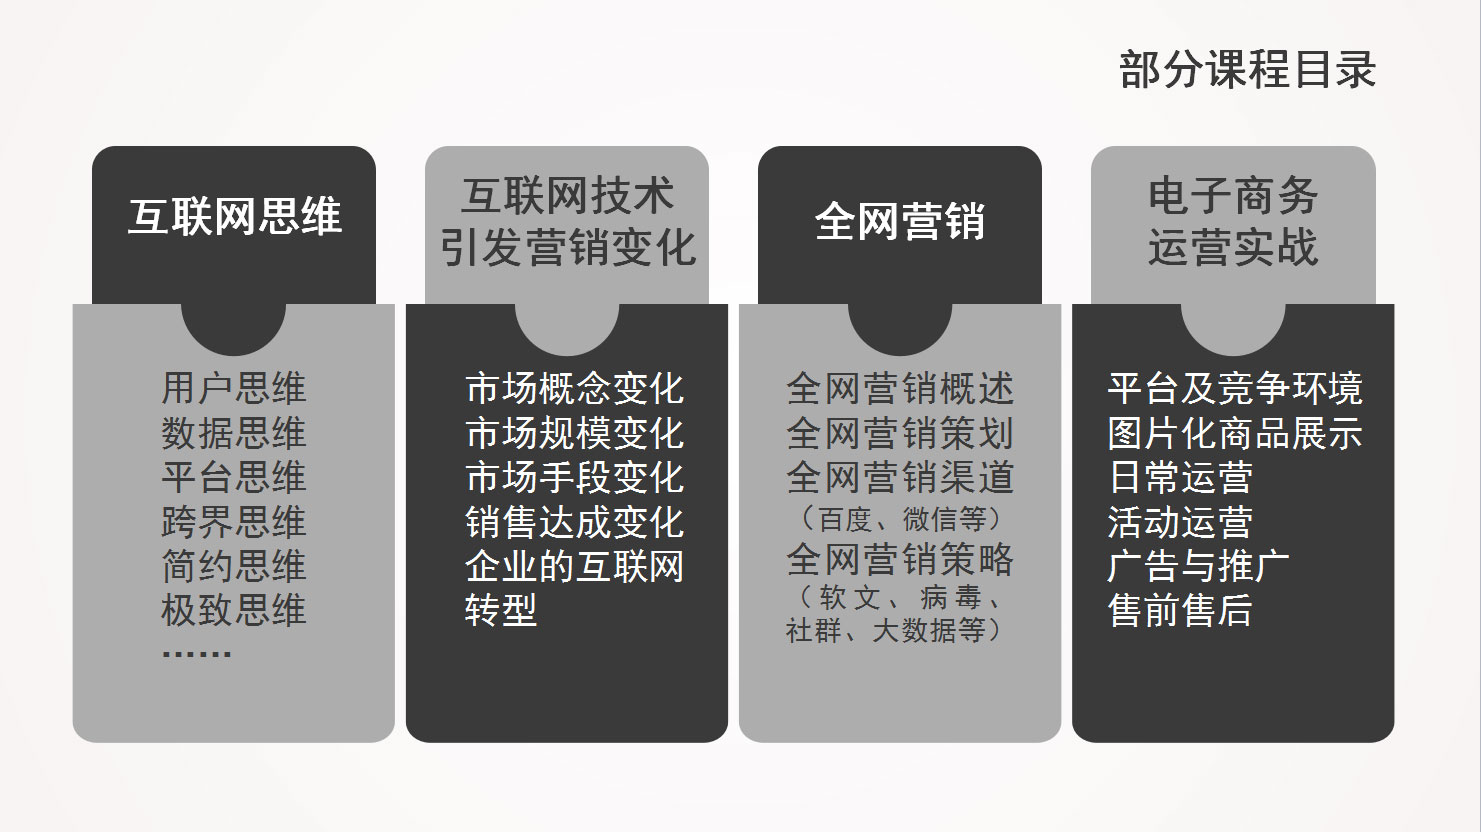 部分课程目录
互联网思维
用户思维
数据思维
平台思维
跨界思维
简约思维
极致思维
……
互联网技术
引发营销变化
市场概念变化
市场规模变化
市场手段变化
销售达成变化
企业的互联网
转型
全网营销
全网营销概述
全网营销策划
全网营销渠道
（百度、微信等）
全网营销策略
（软文、病毒、
社群、大数据等）
电子商务
运营实战
平台及竞争环境
图片化商品展示
日常运营
活动运营
广告与推广
售前售后